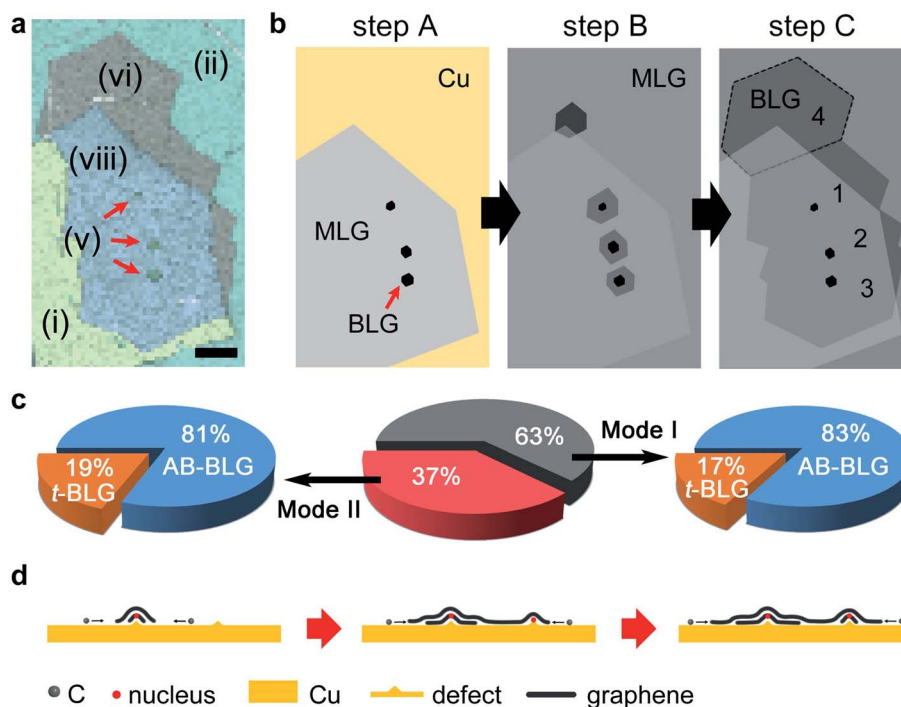 a
(vi)
(ii)
(viii)
(v)
(i)
b
step A
step B
step C
Cu
MLG
BLG
MLG
BLG
4
1
2
3
c
81%
AB-BLG
19%
t-BLG
Mode II
63%
37%
Mode I
83%
AB-BLG
17%
t-BLG
d
C
C
C
C
C
C
C nucleus Cu defect graphene